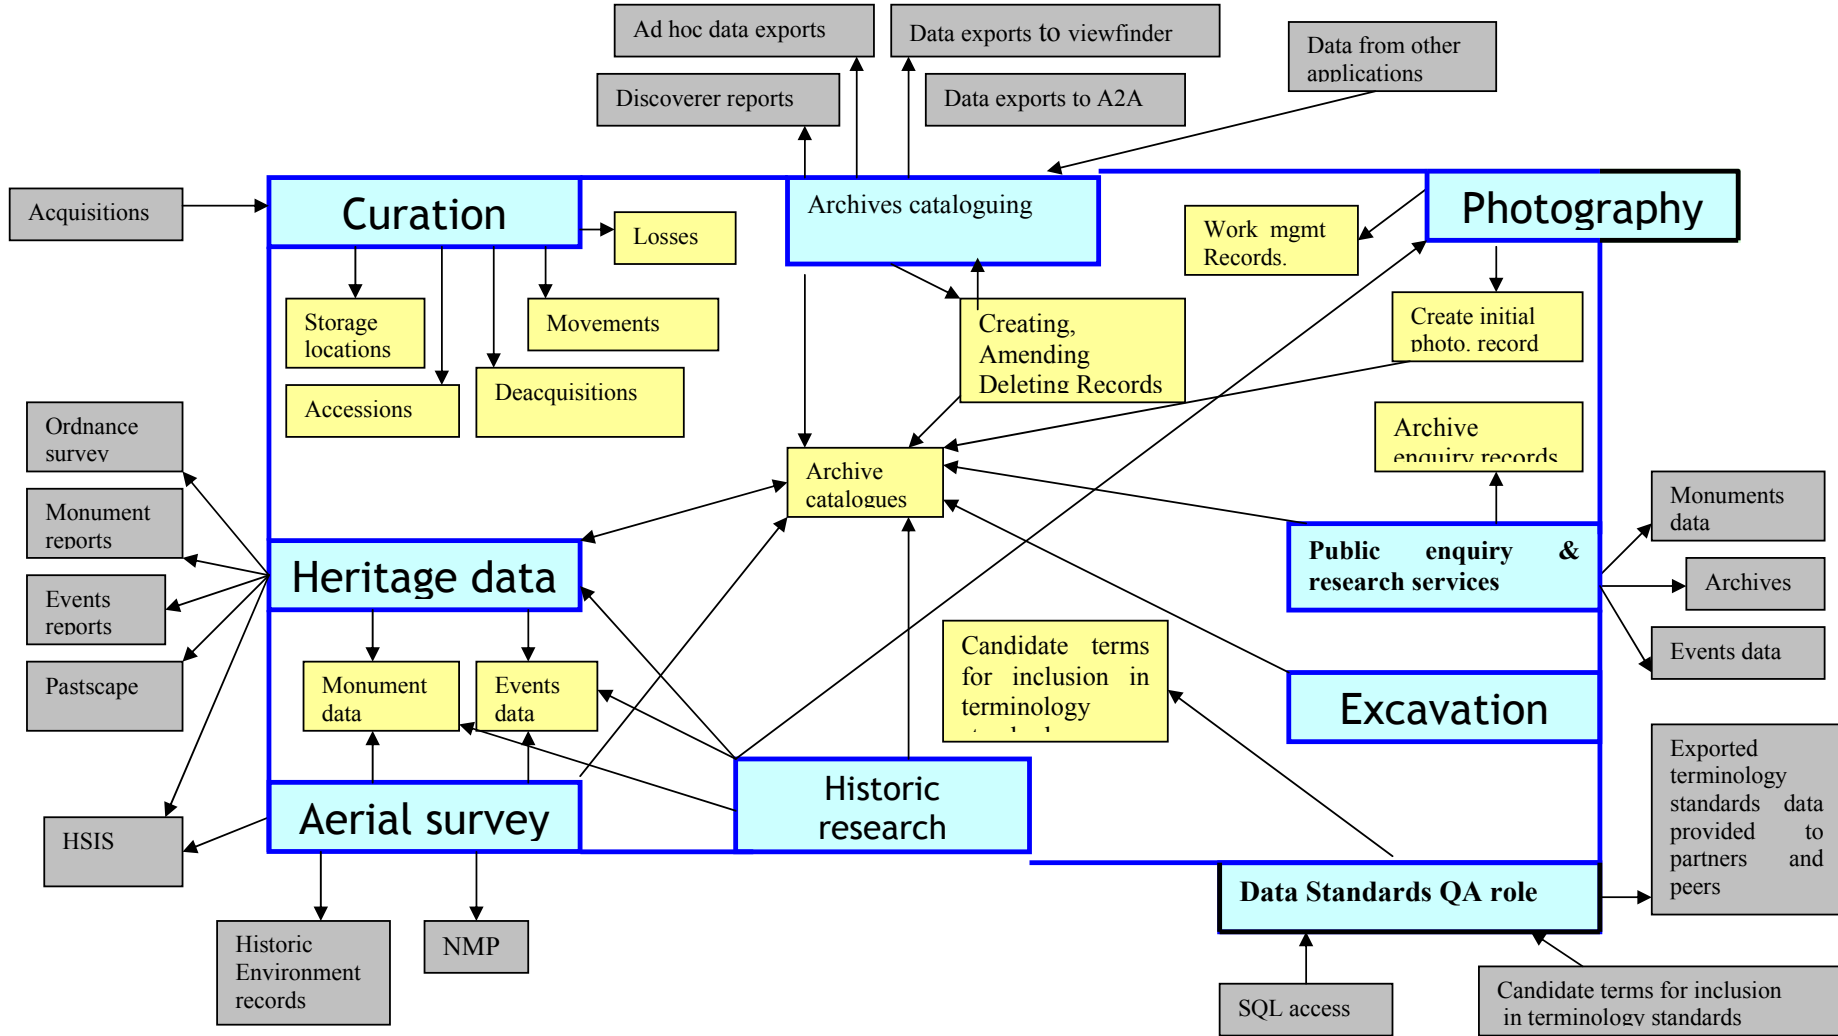 Ad hoc data exports
Data exports to viewfinder
Data from other
applications
Discoverer reports
Data exports to A2A
Acquisitions
Curation
Archives cataloguing
Photography
Losses
Work mgmt
Records.
Storage
locations
Movements
Creating,
Amending
Deleting Records
Create initial
photo. record
Accessions
Deacquisitions
Ordnance
survey
Archive
enquiry records
Archive
catalogues
Monument
reports
Monuments
data
Heritage data
Public enquiry &
research services
Archives
Events
reports
Events data
Pastscape
Monument
data
Events
data
Candidate terms
for inclusion in
terminology
Excavation
Historic
research
Exported
terminology
standards data
provided to
partners and
peers
Aerial survey
HSIS
Data Standards QA role
Historic
Environment
records
NMP
SQL access
Candidate terms for inclusion
in terminology standards